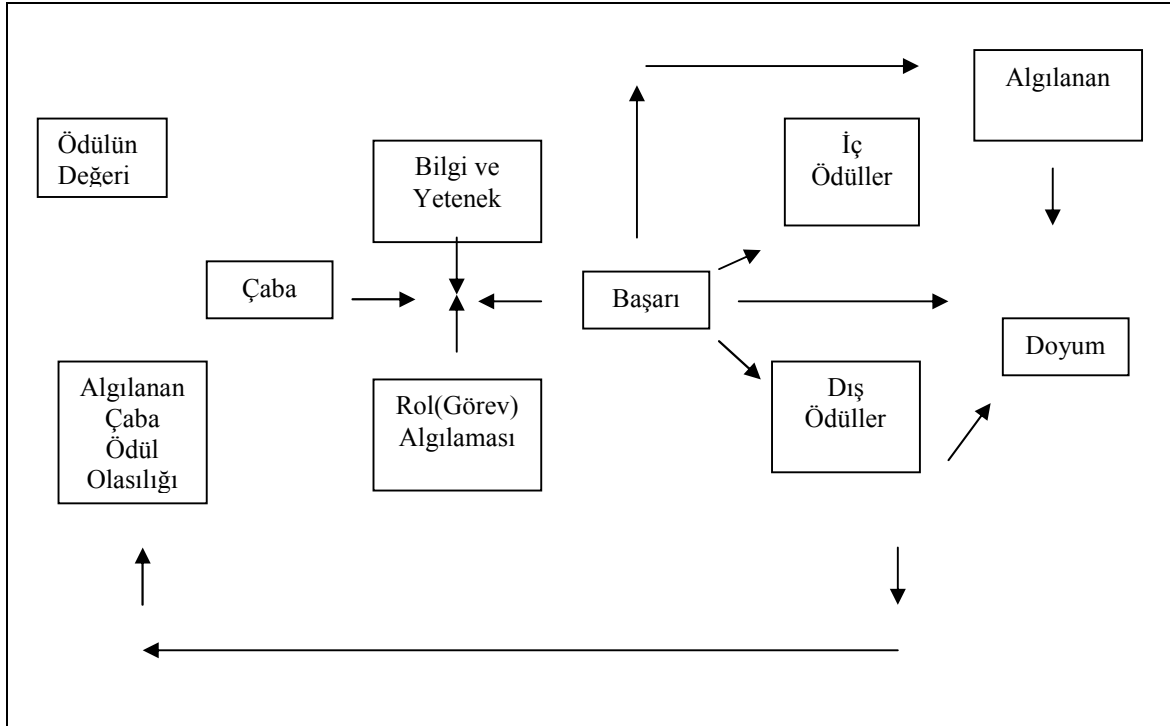 Ödülün
Değeri
Bilgi ve
Yetenek
İç
Ödüller
Algılanan
Çaba
Başarı
Doyum
Algılanan
Çaba
Ödül
Olasılığı
Rol(Görev)
Algılaması
Dış
Ödüller